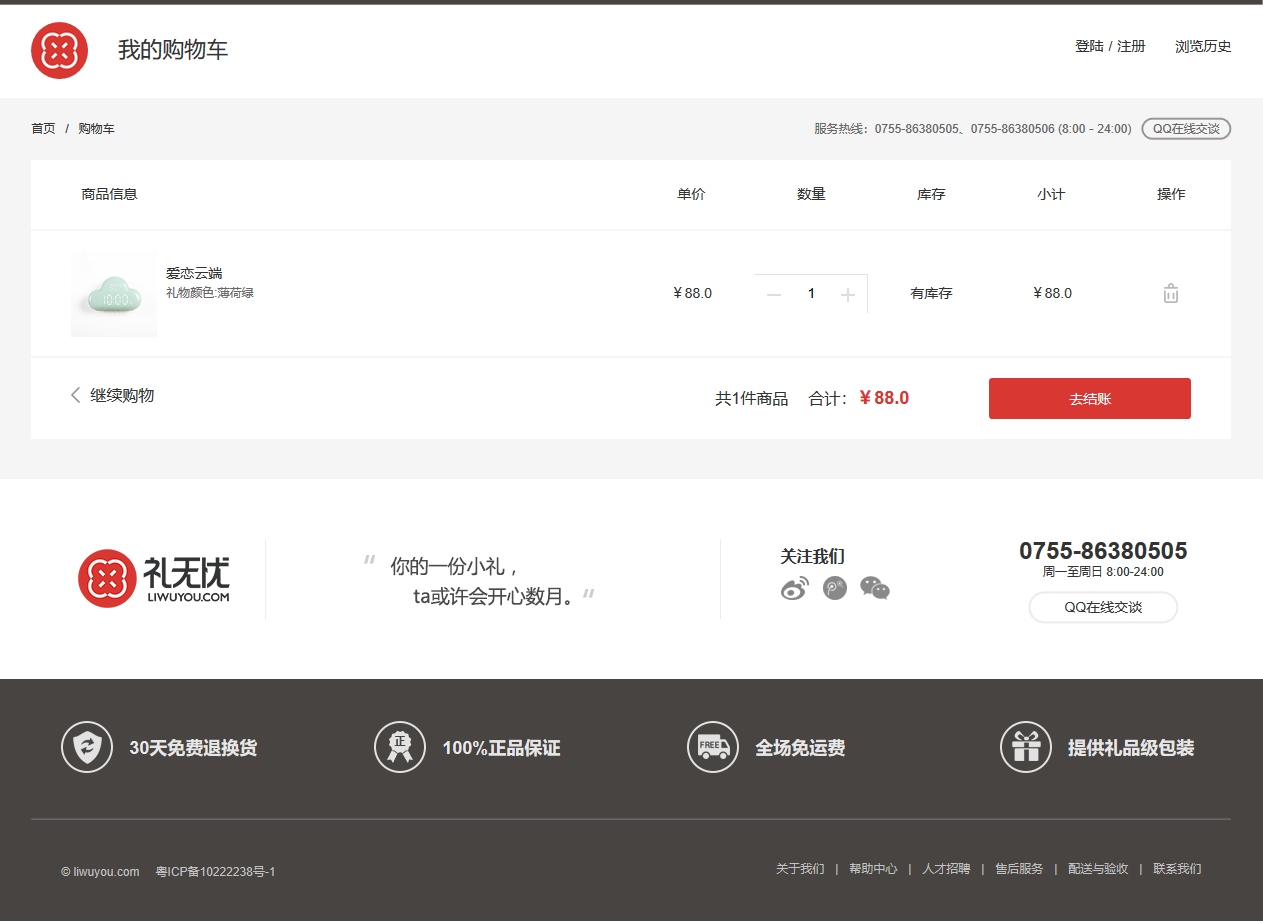 我的购物车
登陆 / 注册 浏览历史
首页 / 购物车
服务热线：0755-86380505、0755-86380506 (8:00 - 24:00) QQ在线交谈
商品信息 单价 数量 库存 小计 操作
爱恋云端
礼物颜色:薄荷绿
10:00
￥88.0 1 有库存 ￥88.0
继续购物
共1件商品 合计：￥88.0 去结账
礼无忧
LIWUYOU.COM
“ 你的一份小礼，
ta或许会开心数月。”
关注我们
0755-86380505
周一至周日 8:00-24:00
QQ在线交谈
30天免费退换货
正 100%正品保证
FREE 全场免运费
提供礼品级包装
© liwuyou.com 粤ICP备10222238号-1
关于我们 | 帮助中心 | 人才招聘 | 售后服务 | 配送与验收 | 联系我们